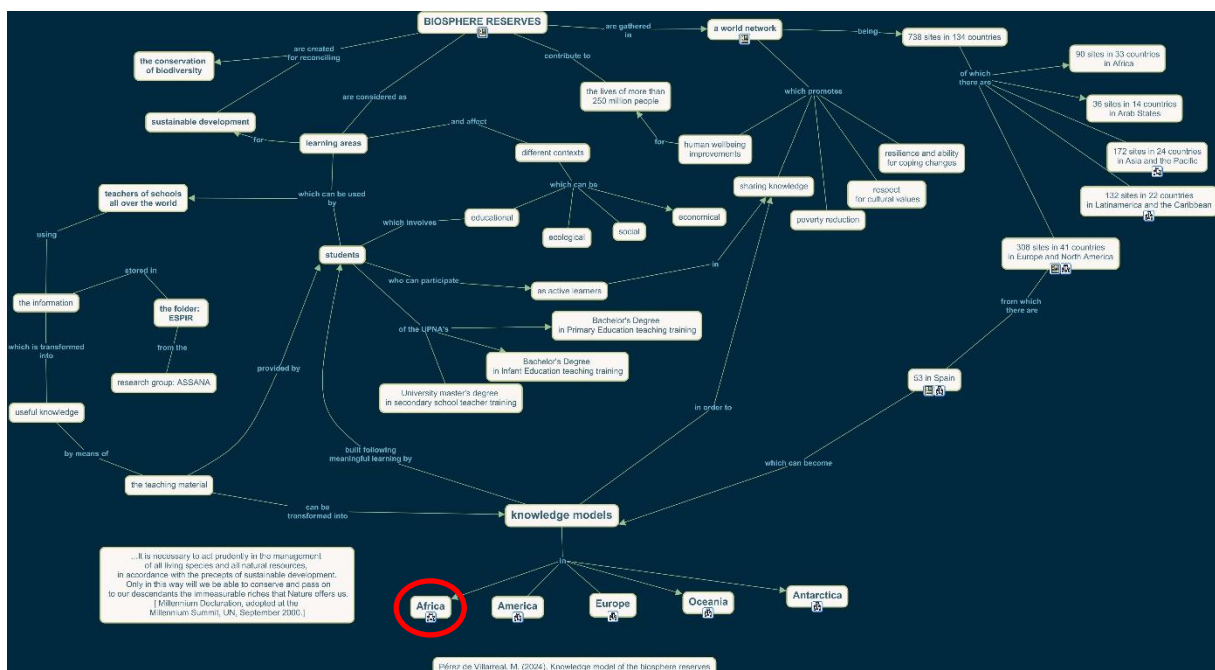 BIOSPHERE RESERVES
are gathered
in
a world network
being
738 sites in 134 countries
are created
for reconciling
the conservation
of biodiversity
contribute to
of which
there are
90 sites in 33 countries
in Africa
the lives of more than
250 million people
which promotes
are considered as
36 sites in 14 countries
in Arab States
sustainable development
for
learning areas
and affect
different contexts
for
human wellbeing
improvements
resilience and ability
for coping changes
172 sites in 24 countries
in Asia and the Pacific
teachers of schools
all over the world
which can be used
by
which can be
sharing knowledge
respect
for cultural values
132 sites in 22 countries
in Latinamerica and the Caribbean
which involves
educational
ecological
social
economical
poverty reduction
using
students
308 sites in 41 countries
in Europe and North America
stored in
who can participate
as active learners
in
the information
the folder:
ESPIR
from which
there are
of the UPNA's
Bachelor's Degree
in Primary Education teaching training
which is transformed
into
from the
provided by
Bachelor's Degree
in Infant Education teaching training
research group: ASSANA
University master's degree
in secondary school teacher training
53 in Spain
useful knowledge
in order to
by means of
built following
meaningful learning by
which can become
the teaching material
can be
transformed into
knowledge models
...It is necessary to act prudently in the management
of all living species and all natural resources,
in accordance with the precepts of sustainable development.
Only in this way will we be able to conserve and pass on
to our descendants the immeasurable riches that Nature offers us.
[ Millennium Declaration, adopted at the
Millennium Summit, UN, September 2000.]
in
Africa
America
Europe
Oceania
Antarctica
Pérez de Villarreal, M. (2024). Knowledge model of the biosphere reserves